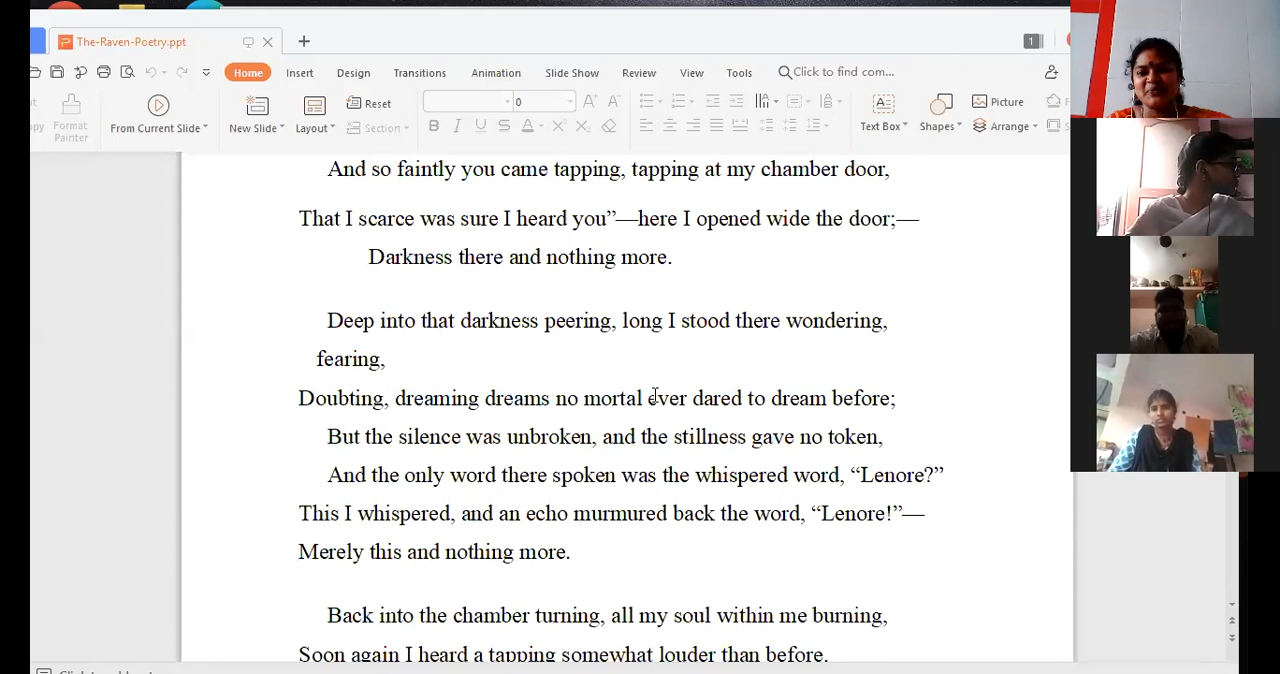 The-Raven-Poetry.ppt
1
Home Insert Design Transitions Animation Slide Show Review View Tools Click to find com...
Format Painter
From Current Slide
New Slide
Layout
Reset
Section
0
B I U S A X² X₂
Text Box
Shapes
Picture
Arrange
And so faintly you came tapping, tapping at my chamber door,
That I scarce was sure I heard you”—here I opened wide the door;—
Darkness there and nothing more.
Deep into that darkness peering, long I stood there wondering,
fearing,
Doubting, dreaming dreams no mortal ever dared to dream before;
But the silence was unbroken, and the stillness gave no token,
And the only word there spoken was the whispered word, “Lenore?”
This I whispered, and an echo murmured back the word, “Lenore!”—
Merely this and nothing more.
Back into the chamber turning, all my soul within me burning,
Soon again I heard a tapping somewhat louder than before.